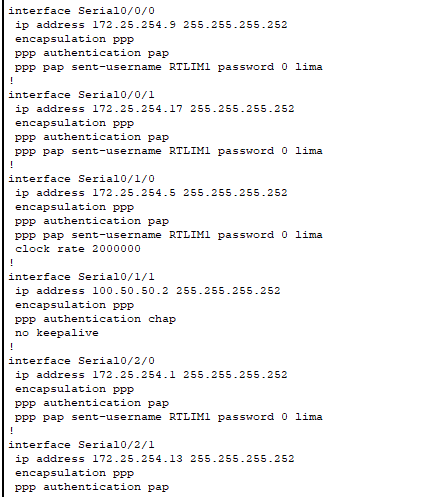 interface Serial0/0/0
ip address 172.25.254.9 255.255.255.252
encapsulation ppp
ppp authentication pap
ppp pap sent-username RTLIM1 password 0 lima
!
interface Serial0/0/1
ip address 172.25.254.17 255.255.255.252
encapsulation ppp
ppp authentication pap
ppp pap sent-username RTLIM1 password 0 lima
!
interface Serial0/1/0
ip address 172.25.254.5 255.255.255.252
encapsulation ppp
ppp authentication pap
ppp pap sent-username RTLIM1 password 0 lima
clock rate 2000000
!
interface Serial0/1/1
ip address 100.50.50.2 255.255.255.252
encapsulation ppp
ppp authentication chap
no keepalive
!
interface Serial0/2/0
ip address 172.25.254.1 255.255.255.252
encapsulation ppp
ppp authentication pap
ppp pap sent-username RTLIM1 password 0 lima
!
interface Serial0/2/1
ip address 172.25.254.13 255.255.255.252
encapsulation ppp
ppp authentication pap